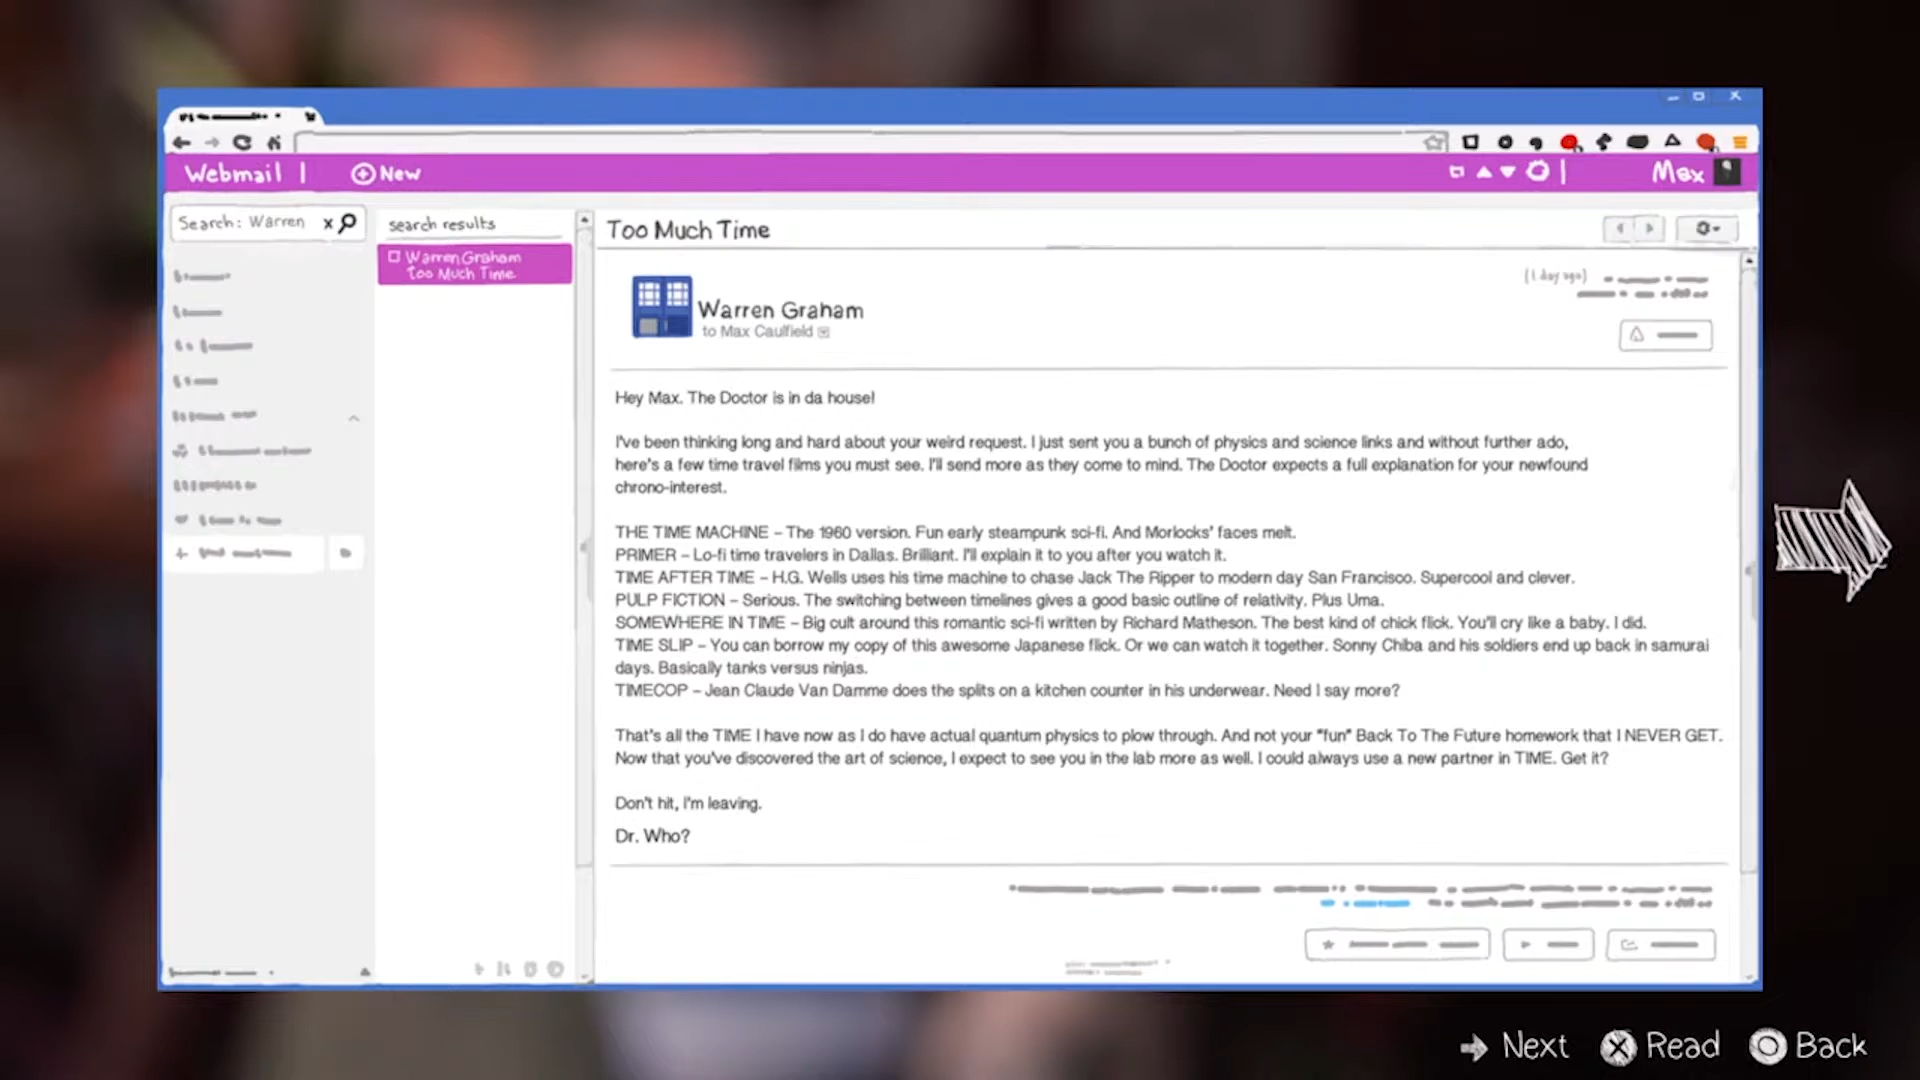 Webmail | New
Max
Search: Warren x
search results
Warren Graham
Too Much Time
Too Much Time
(1 day ago)
Warren Graham
to Max Caulfield
Hey Max. The Doctor is in da house!
I've been thinking long and hard about your weird request. I just sent you a bunch of physics and science links and without further ado,
here's a few time travel films you must see. I'll send more as they come to mind. The Doctor expects a full explanation for your newfound
chrono-interest.
THE TIME MACHINE – The 1960 version. Fun early steampunk sci-fi. And Morlocks' faces melt.
PRIMER – Lo-fi time travelers in Dallas. Brilliant. I'll explain it to you after you watch it.
TIME AFTER TIME – H.G. Wells uses his time machine to chase Jack The Ripper to modern day San Francisco. Supercool and clever.
PULP FICTION – Serious. The switching between timelines gives a good basic outline of relativity. Plus Uma.
SOMEWHERE IN TIME – Big cult around this romantic sci-fi written by Richard Matheson. The best kind of chick flick. You'll cry like a baby. I did.
TIME SLIP – You can borrow my copy of this awesome Japanese flick. Or we can watch it together. Sonny Chiba and his soldiers end up back in samurai
days. Basically tanks versus ninjas.
TIMECOP – Jean Claude Van Damme does the splits on a kitchen counter in his underwear. Need I say more?
That's all the TIME I have now as I do have actual quantum physics to plow through. And not your "fun" Back To The Future homework that I NEVER GET.
Now that you've discovered the art of science, I expect to see you in the lab more as well. I could always use a new partner in TIME. Get it?
Don't hit, I'm leaving.
Dr. Who?
Next
Read
Back